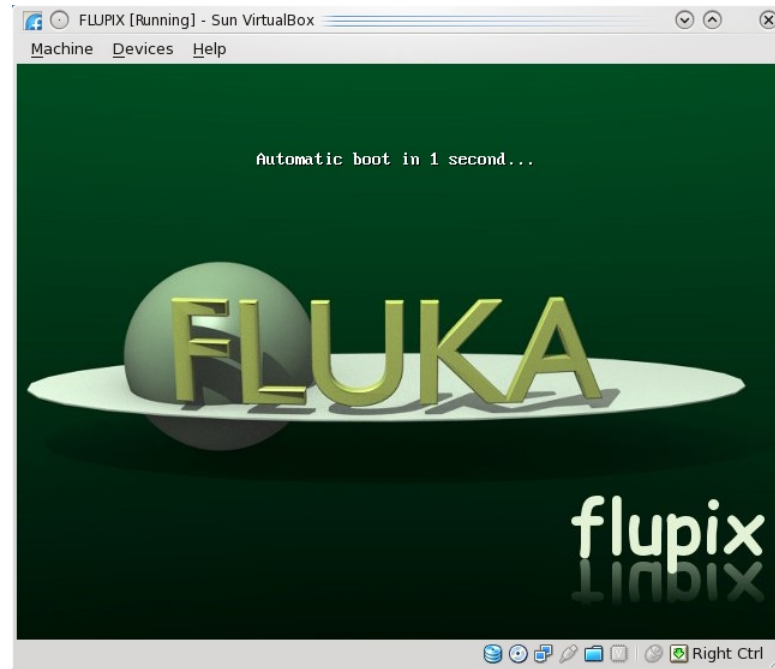 FLUPIX [Running] - Sun VirtualBox
Machine Devices Help
Automatic boot in 1 second...
FLUKA
flupix
Right Ctrl